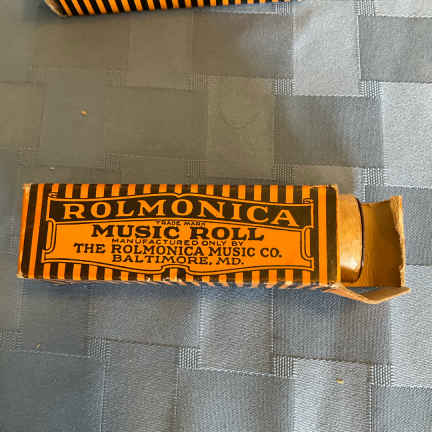 ROLMONICA
TRADE MARK
MUSIC ROLL
MANUFACTURED ONLY BY
THE ROLMONICA MUSIC CO.
BALTIMORE, MD.